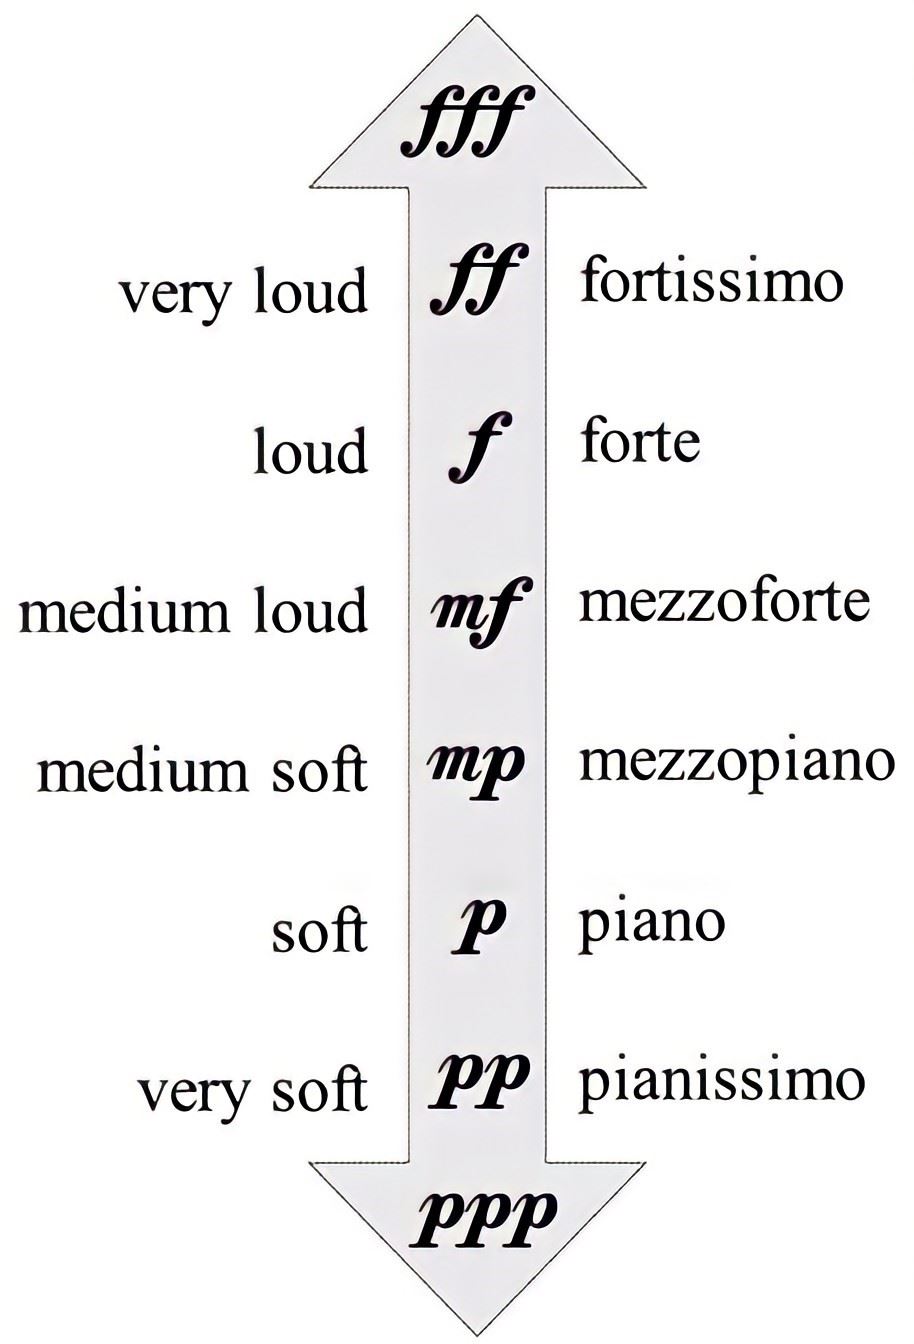 fff
very loud ff fortissimo
loud f forte
medium loud mf mezzoforte
medium soft mp mezzopiano
soft p piano
very soft pp pianissimo
ppp